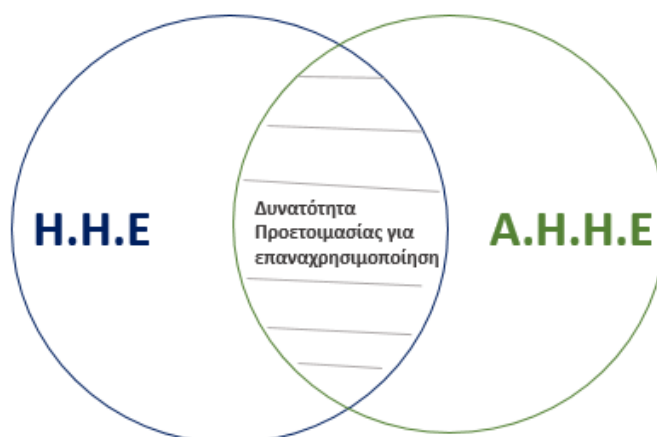 Η.Η.Ε
Δυνατότητα
Προετοιμασίας για
επαναχρησιμοποίηση
Α.Η.Η.Ε